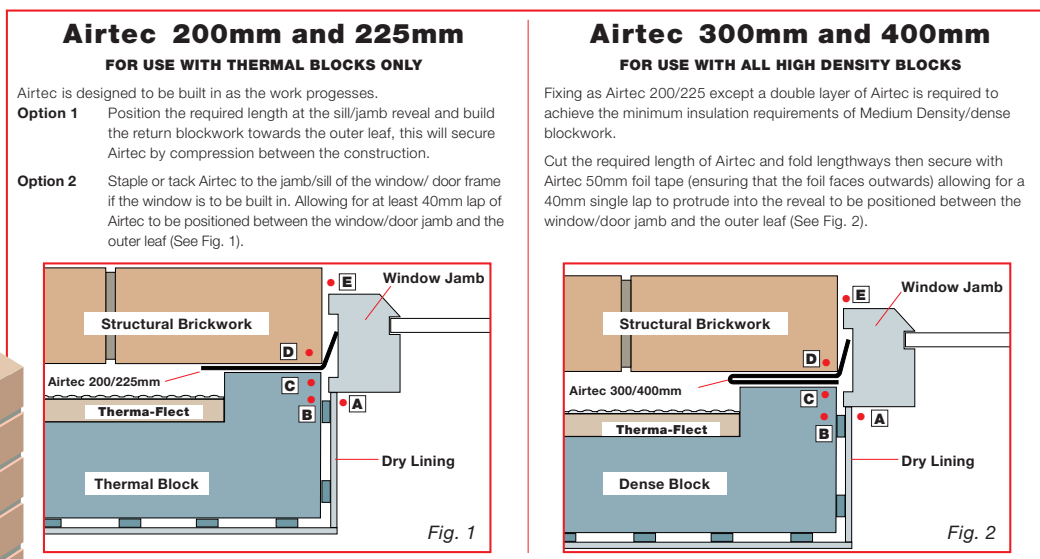 Airtec 200mm and 225mm
FOR USE WITH THERMAL BLOCKS ONLY
Airtec is designed to be built in as the work progesses.
Option 1 Position the required length at the sill/jamb reveal and build
the return blockwork towards the outer leaf, this will secure
Airtec by compression between the construction.
Option 2 Staple or tack Airtec to the jamb/sill of the window/ door frame
if the window is to be built in. Allowing for at least 40mm lap of
Airtec to be positioned between the window/door jamb and the
outer leaf (See Fig. 1).
E
Window Jamb
Structural Brickwork
D
Airtec 200/225mm
C
A
B
Therma-Flect
Dry Lining
Thermal Block
Fig. 1
Airtec 300mm and 400mm
FOR USE WITH ALL HIGH DENSITY BLOCKS
Fixing as Airtec 200/225 except a double layer of Airtec is required to
achieve the minimum insulation requirements of Medium Density/dense
blockwork.
Cut the required length of Airtec and fold lengthways then secure with
Airtec 50mm foil tape (ensuring that the foil faces outwards) allowing for a
40mm single lap to protrude into the reveal to be positioned between the
window/door jamb and the outer leaf (See Fig. 2).
E
Window Jamb
Structural Brickwork
D
Airtec 300/400mm
C
A
B
Therma-Flect
Dry Lining
Dense Block
Fig. 2